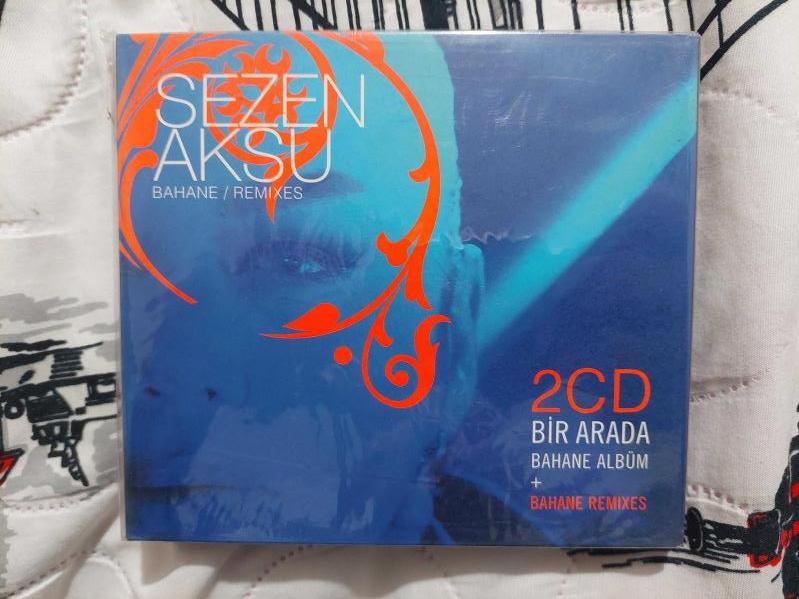 SEZEN
AKSU
BAHANE / REMIXES
2CD
BİR ARADA
BAHANE ALBÜM
+
BAHANE REMIXES